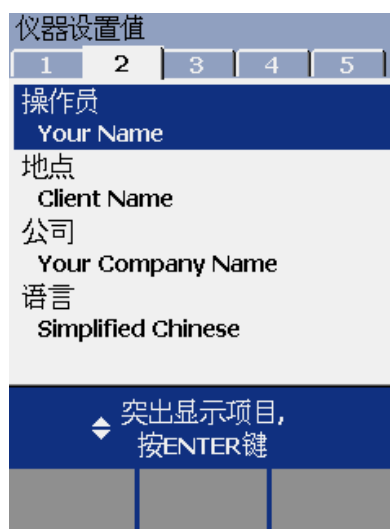 仪器设置值
1 2 3 4 5
操作员
Your Name
地点
Client Name
公司
Your Company Name
语言
Simplified Chinese
突出显示项目,
按ENTER键